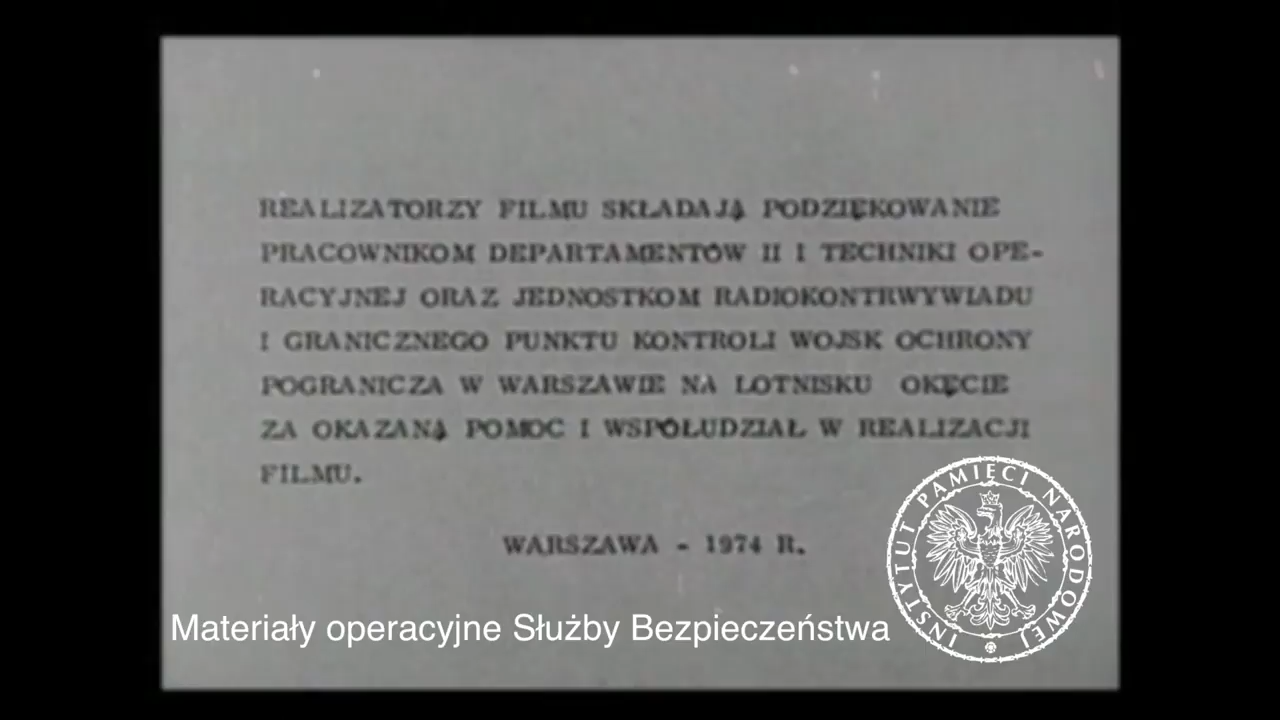 REALIZATORZY FILMU SKŁADAJĄ PODZIĘKOWANIE
PRACOWNIKOM DEPARTAMENTÓW II I TECHNIKI OPE-
RACYJNEJ ORAZ JEDNOSTKOM RADIOKONTRWYWIADU
I GRANICZNEGO PUNKTU KONTROLI WOJSK OCHRONY
POGRANICZA W WARSZAWIE NA LOTNISKU OKĘCIE
ZA OKAZANĄ POMOC I WSPÓŁUDZIAŁ W REALIZACJI
FILMU.
WARSZAWA - 1974 R.
Materiały operacyjne Służby Bezpieczeństwa
INSTYTUT PAMIĘCI NARODOWEJ